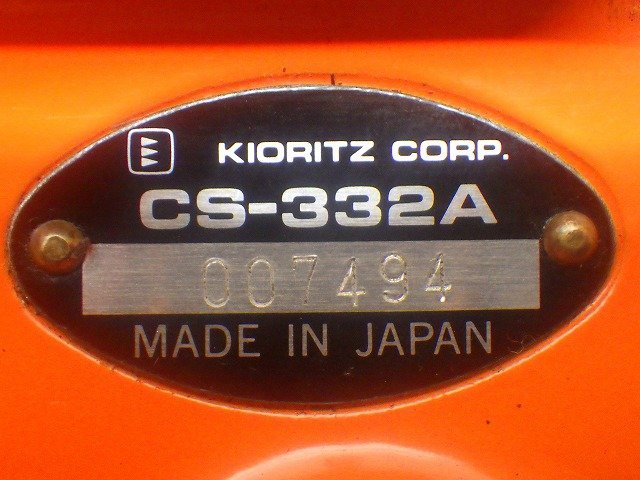 KIORITZ CORP.
CS-332A
007494
MADE IN JAPAN